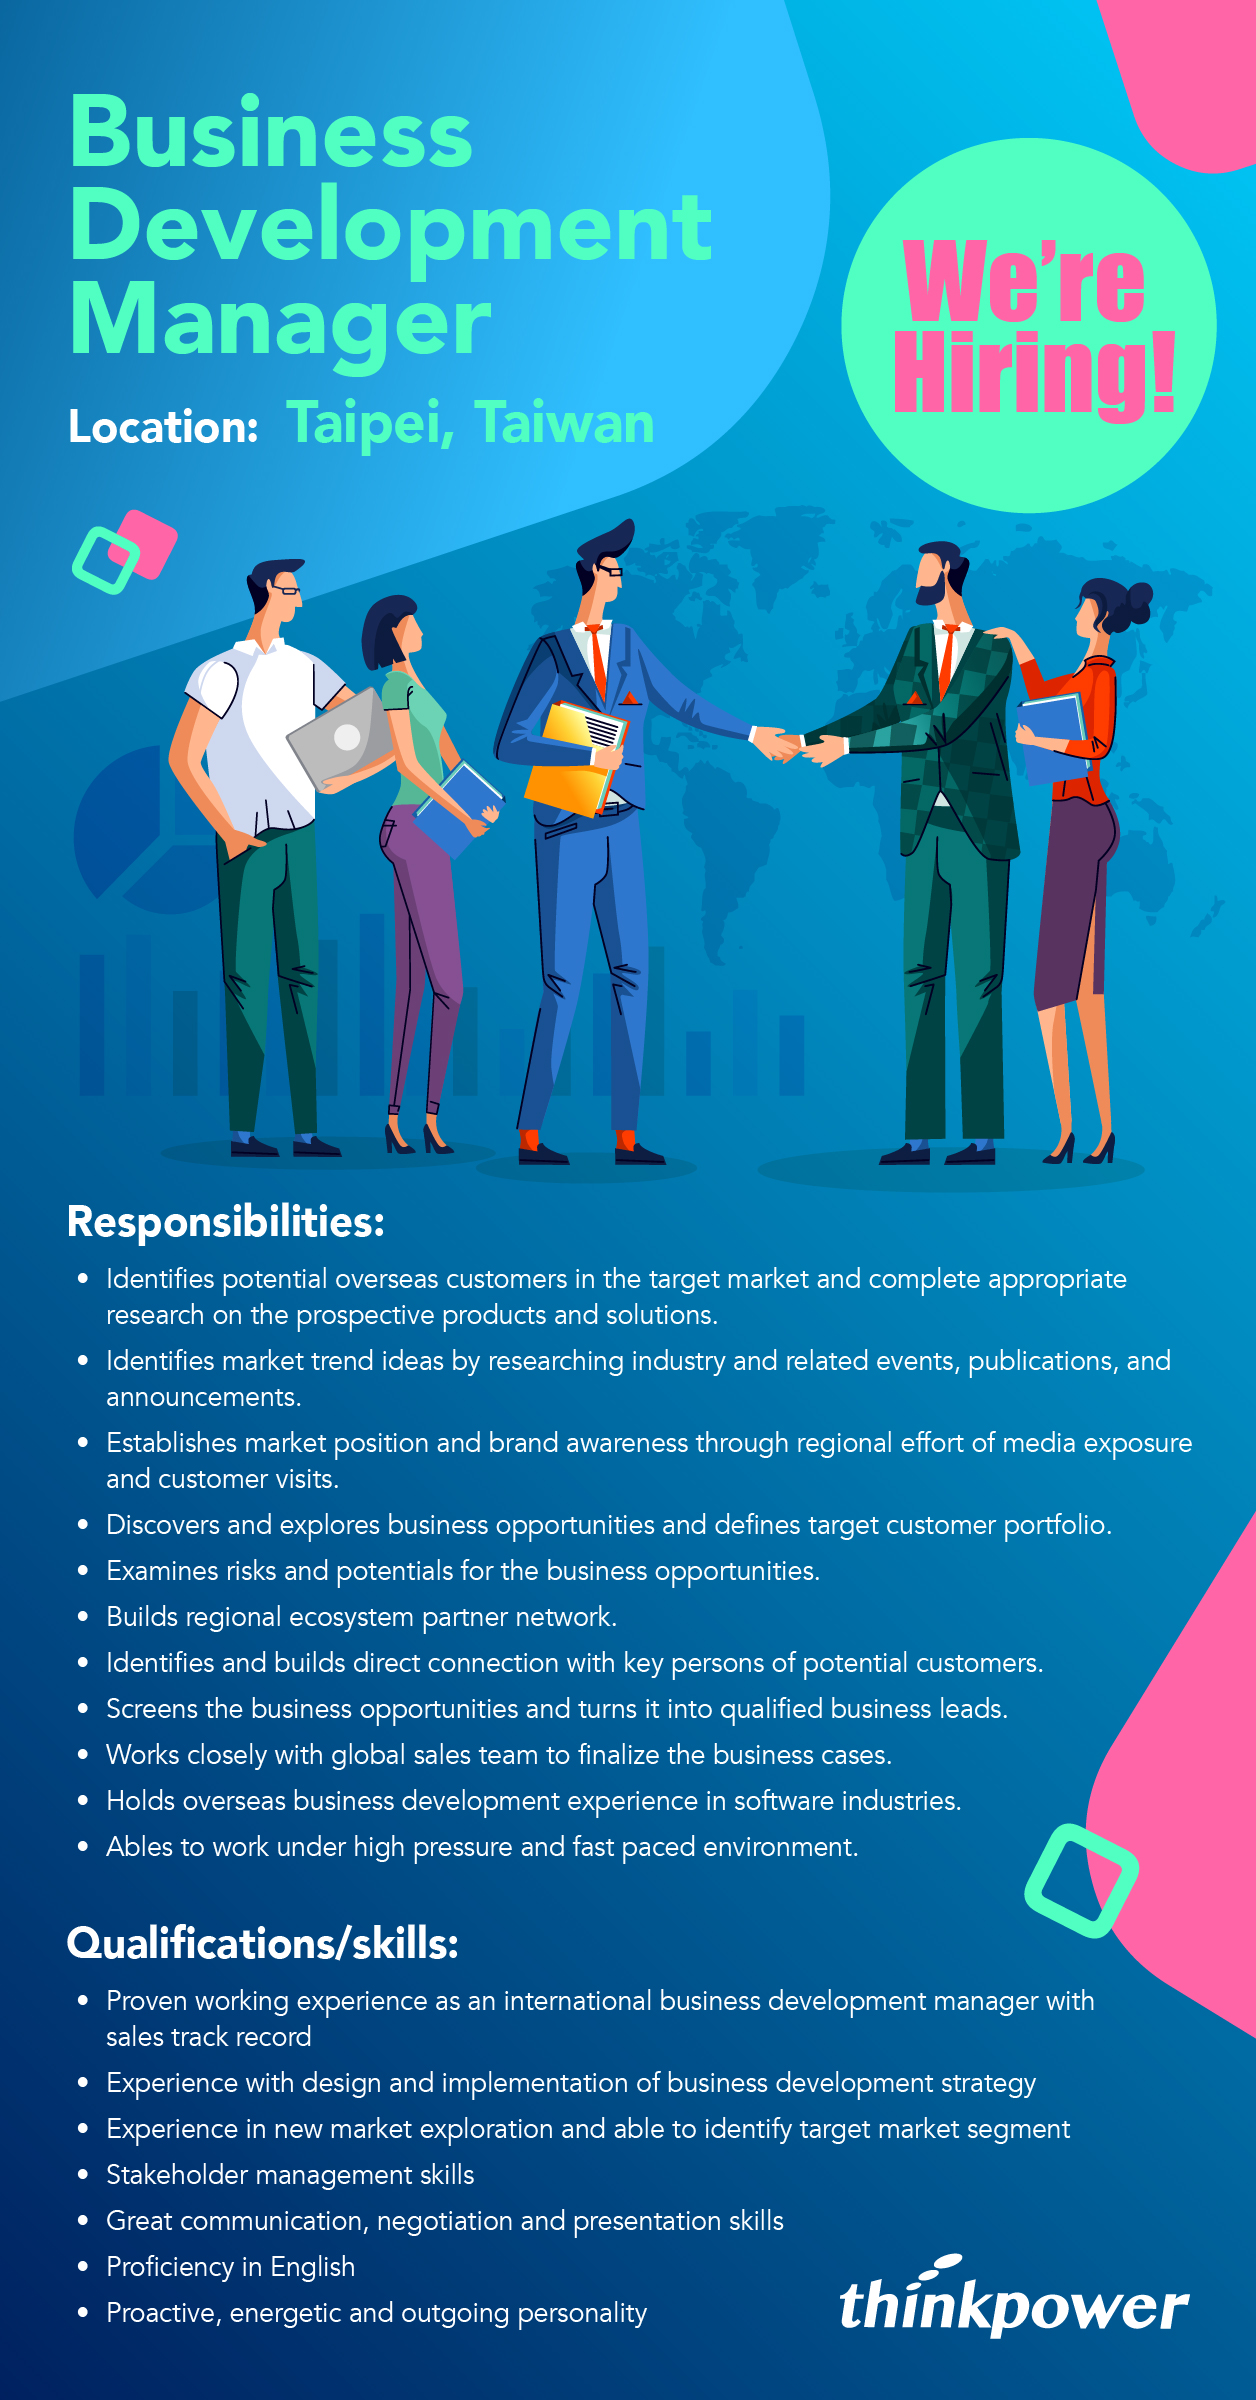 Business
Development
Manager
Location: Taipei, Taiwan
We're
Hiring!
Responsibilities:
• Identifies potential overseas customers in the target market and complete appropriate
research on the prospective products and solutions.
• Identifies market trend ideas by researching industry and related events, publications, and
announcements.
• Establishes market position and brand awareness through regional effort of media exposure
and customer visits.
• Discovers and explores business opportunities and defines target customer portfolio.
• Examines risks and potentials for the business opportunities.
• Builds regional ecosystem partner network.
• Identifies and builds direct connection with key persons of potential customers.
• Screens the business opportunities and turns it into qualified business leads.
• Works closely with global sales team to finalize the business cases.
• Holds overseas business development experience in software industries.
• Ables to work under high pressure and fast paced environment.
Qualifications/skills:
• Proven working experience as an international business development manager with
sales track record
• Experience with design and implementation of business development strategy
• Experience in new market exploration and able to identify target market segment
• Stakeholder management skills
• Great communication, negotiation and presentation skills
• Proficiency in English
• Proactive, energetic and outgoing personality
thinkpower